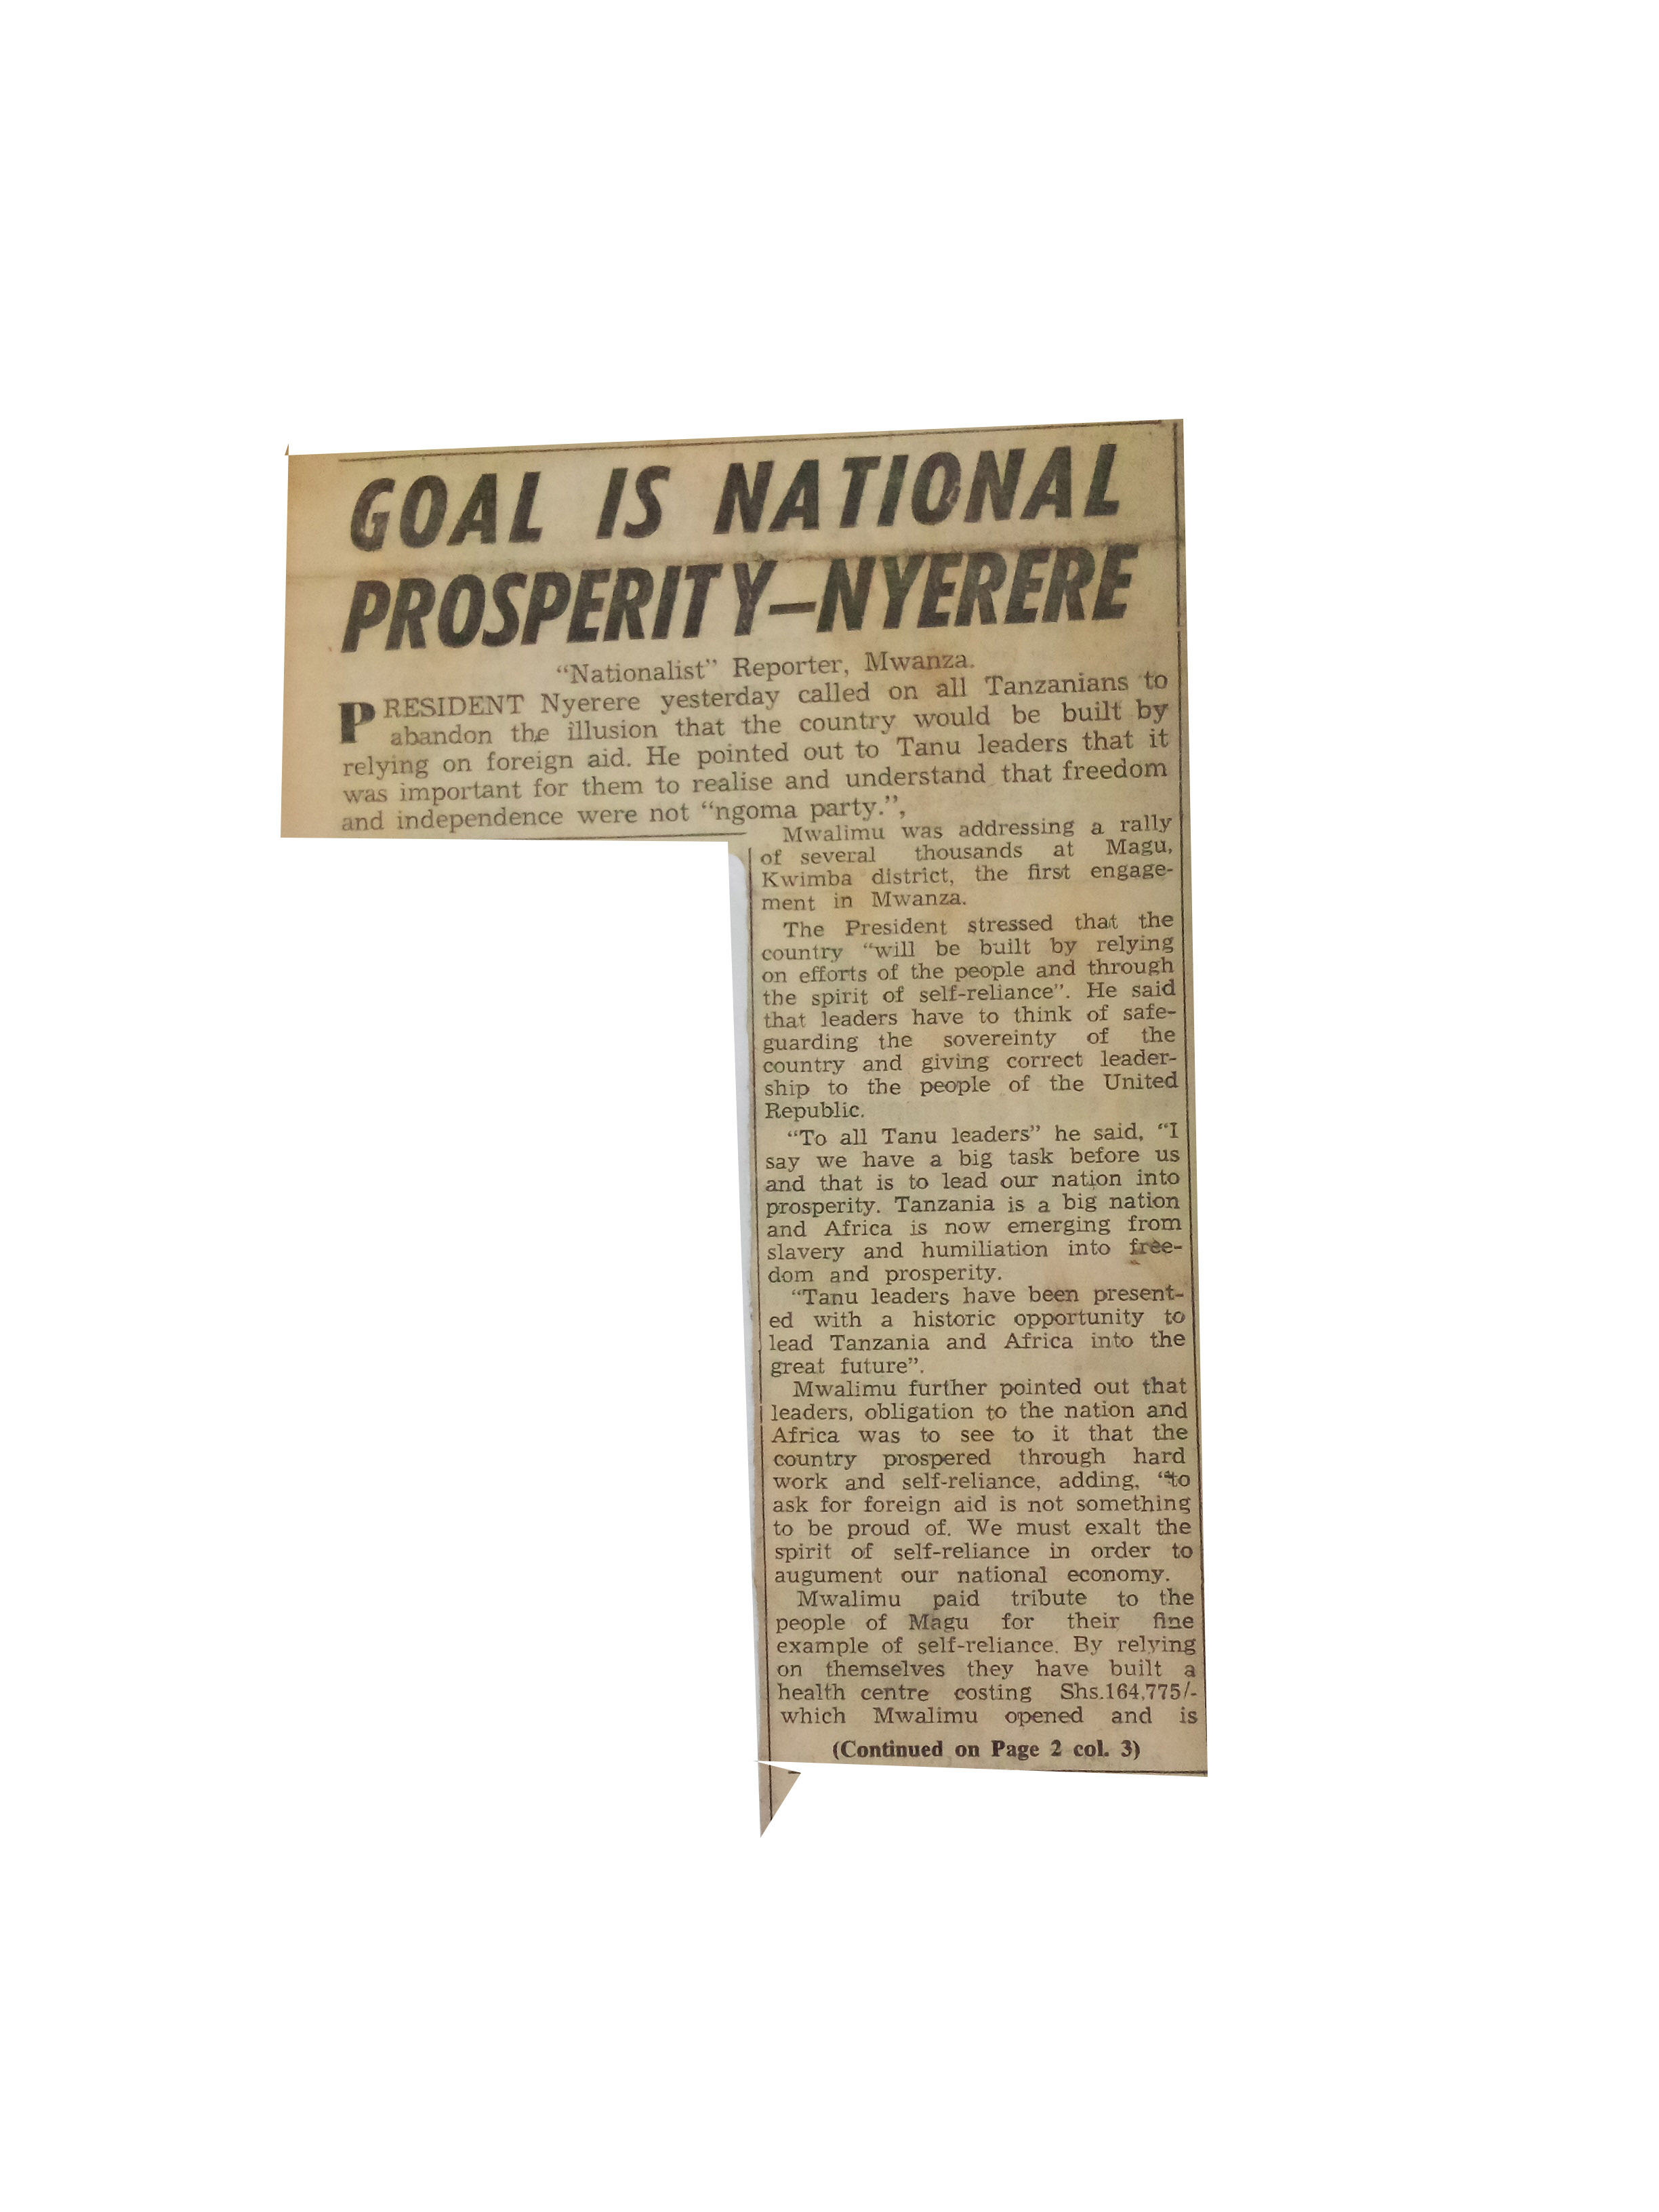 GOAL IS NATIONAL
PROSPERITY—NYERERE
“Nationalist” Reporter, Mwanza.
PRESIDENT Nyerere yesterday called on all Tanzanians to
abandon the illusion that the country would be built by
relying on foreign aid. He pointed out to Tanu leaders that it
was important for them to realise and understand that freedom
and independence were not “ngoma party.”,
Mwalimu was addressing a rally
of several thousands at Magu,
Kwimba district, the first engage-
ment in Mwanza.
The President stressed that the
country “will be built by relying
on efforts of the people and through
the spirit of self-reliance”. He said
that leaders have to think of safe-
guarding the sovereinty of the
country and giving correct leader-
ship to the people of the United
Republic.
“To all Tanu leaders” he said, “I
say we have a big task before us
and that is to lead our nation into
prosperity. Tanzania is a big nation
and Africa is now emerging from
slavery and humiliation into free-
dom and prosperity.
“Tanu leaders have been present-
ed with a historic opportunity to
lead Tanzania and Africa into the
great future”.
Mwalimu further pointed out that
leaders, obligation to the nation and
Africa was to see to it that the
country prospered through hard
work and self-reliance, adding, “to
ask for foreign aid is not something
to be proud of. We must exalt the
spirit of self-reliance in order to
augument our national economy.
Mwalimu paid tribute to the
people of Magu for their fine
example of self-reliance. By relying
on themselves they have built a
health centre costing Shs.164,775/-
which Mwalimu opened and is
(Continued on Page 2 col. 3)